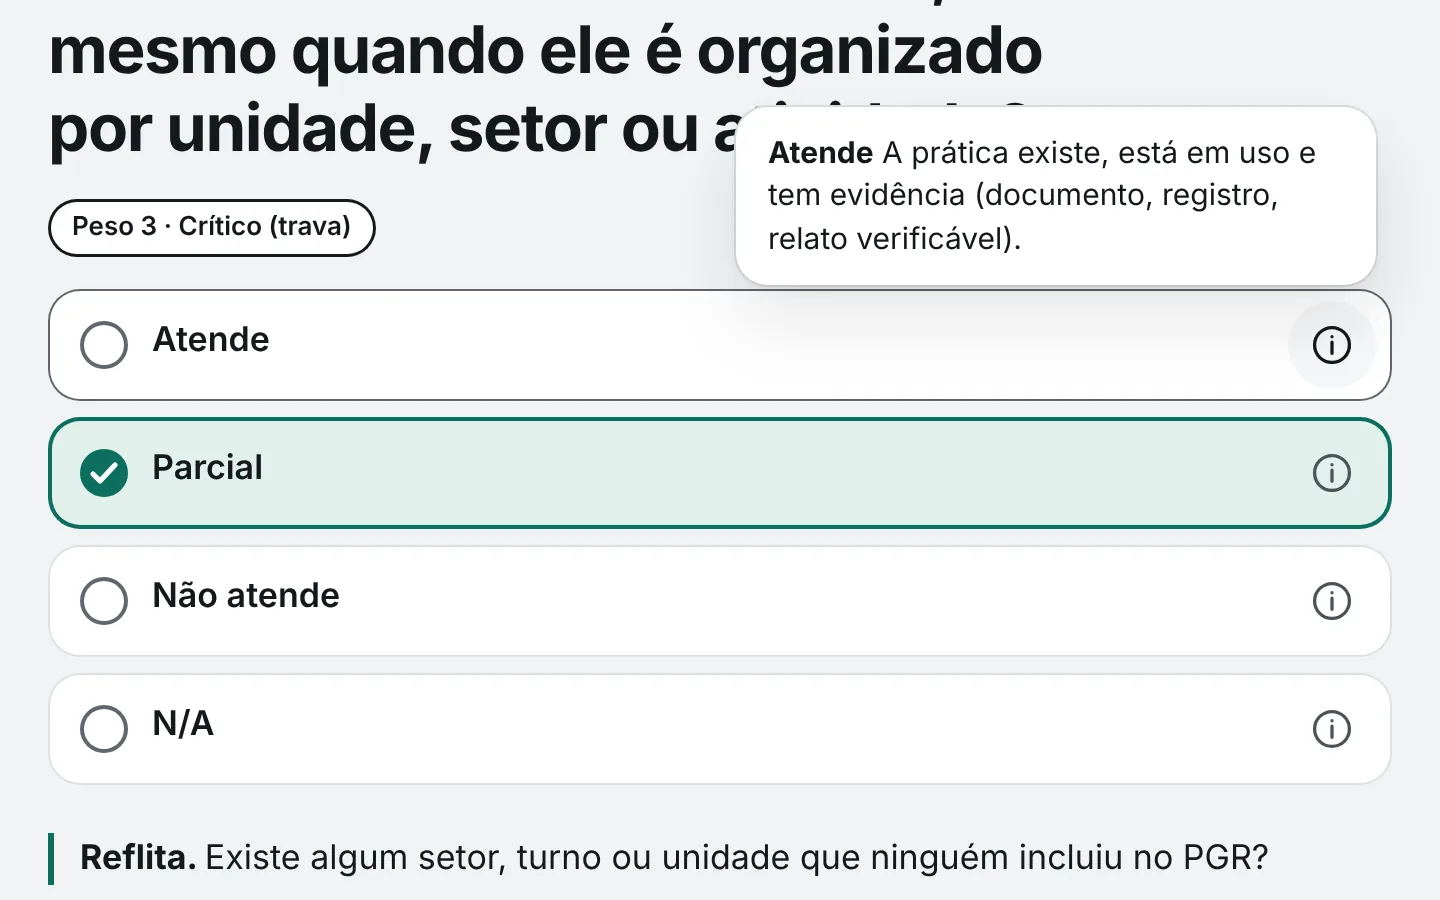 mesmo quando ele é organizado
por unidade, setor ou
Atende A prática existe, está em uso e
tem evidência (documento, registro,
relato verificável).
Peso 3 · Crítico (trava)
Atende
Parcial
Não atende
N/A
Reflita. Existe algum setor, turno ou unidade que ninguém incluiu no PGR?